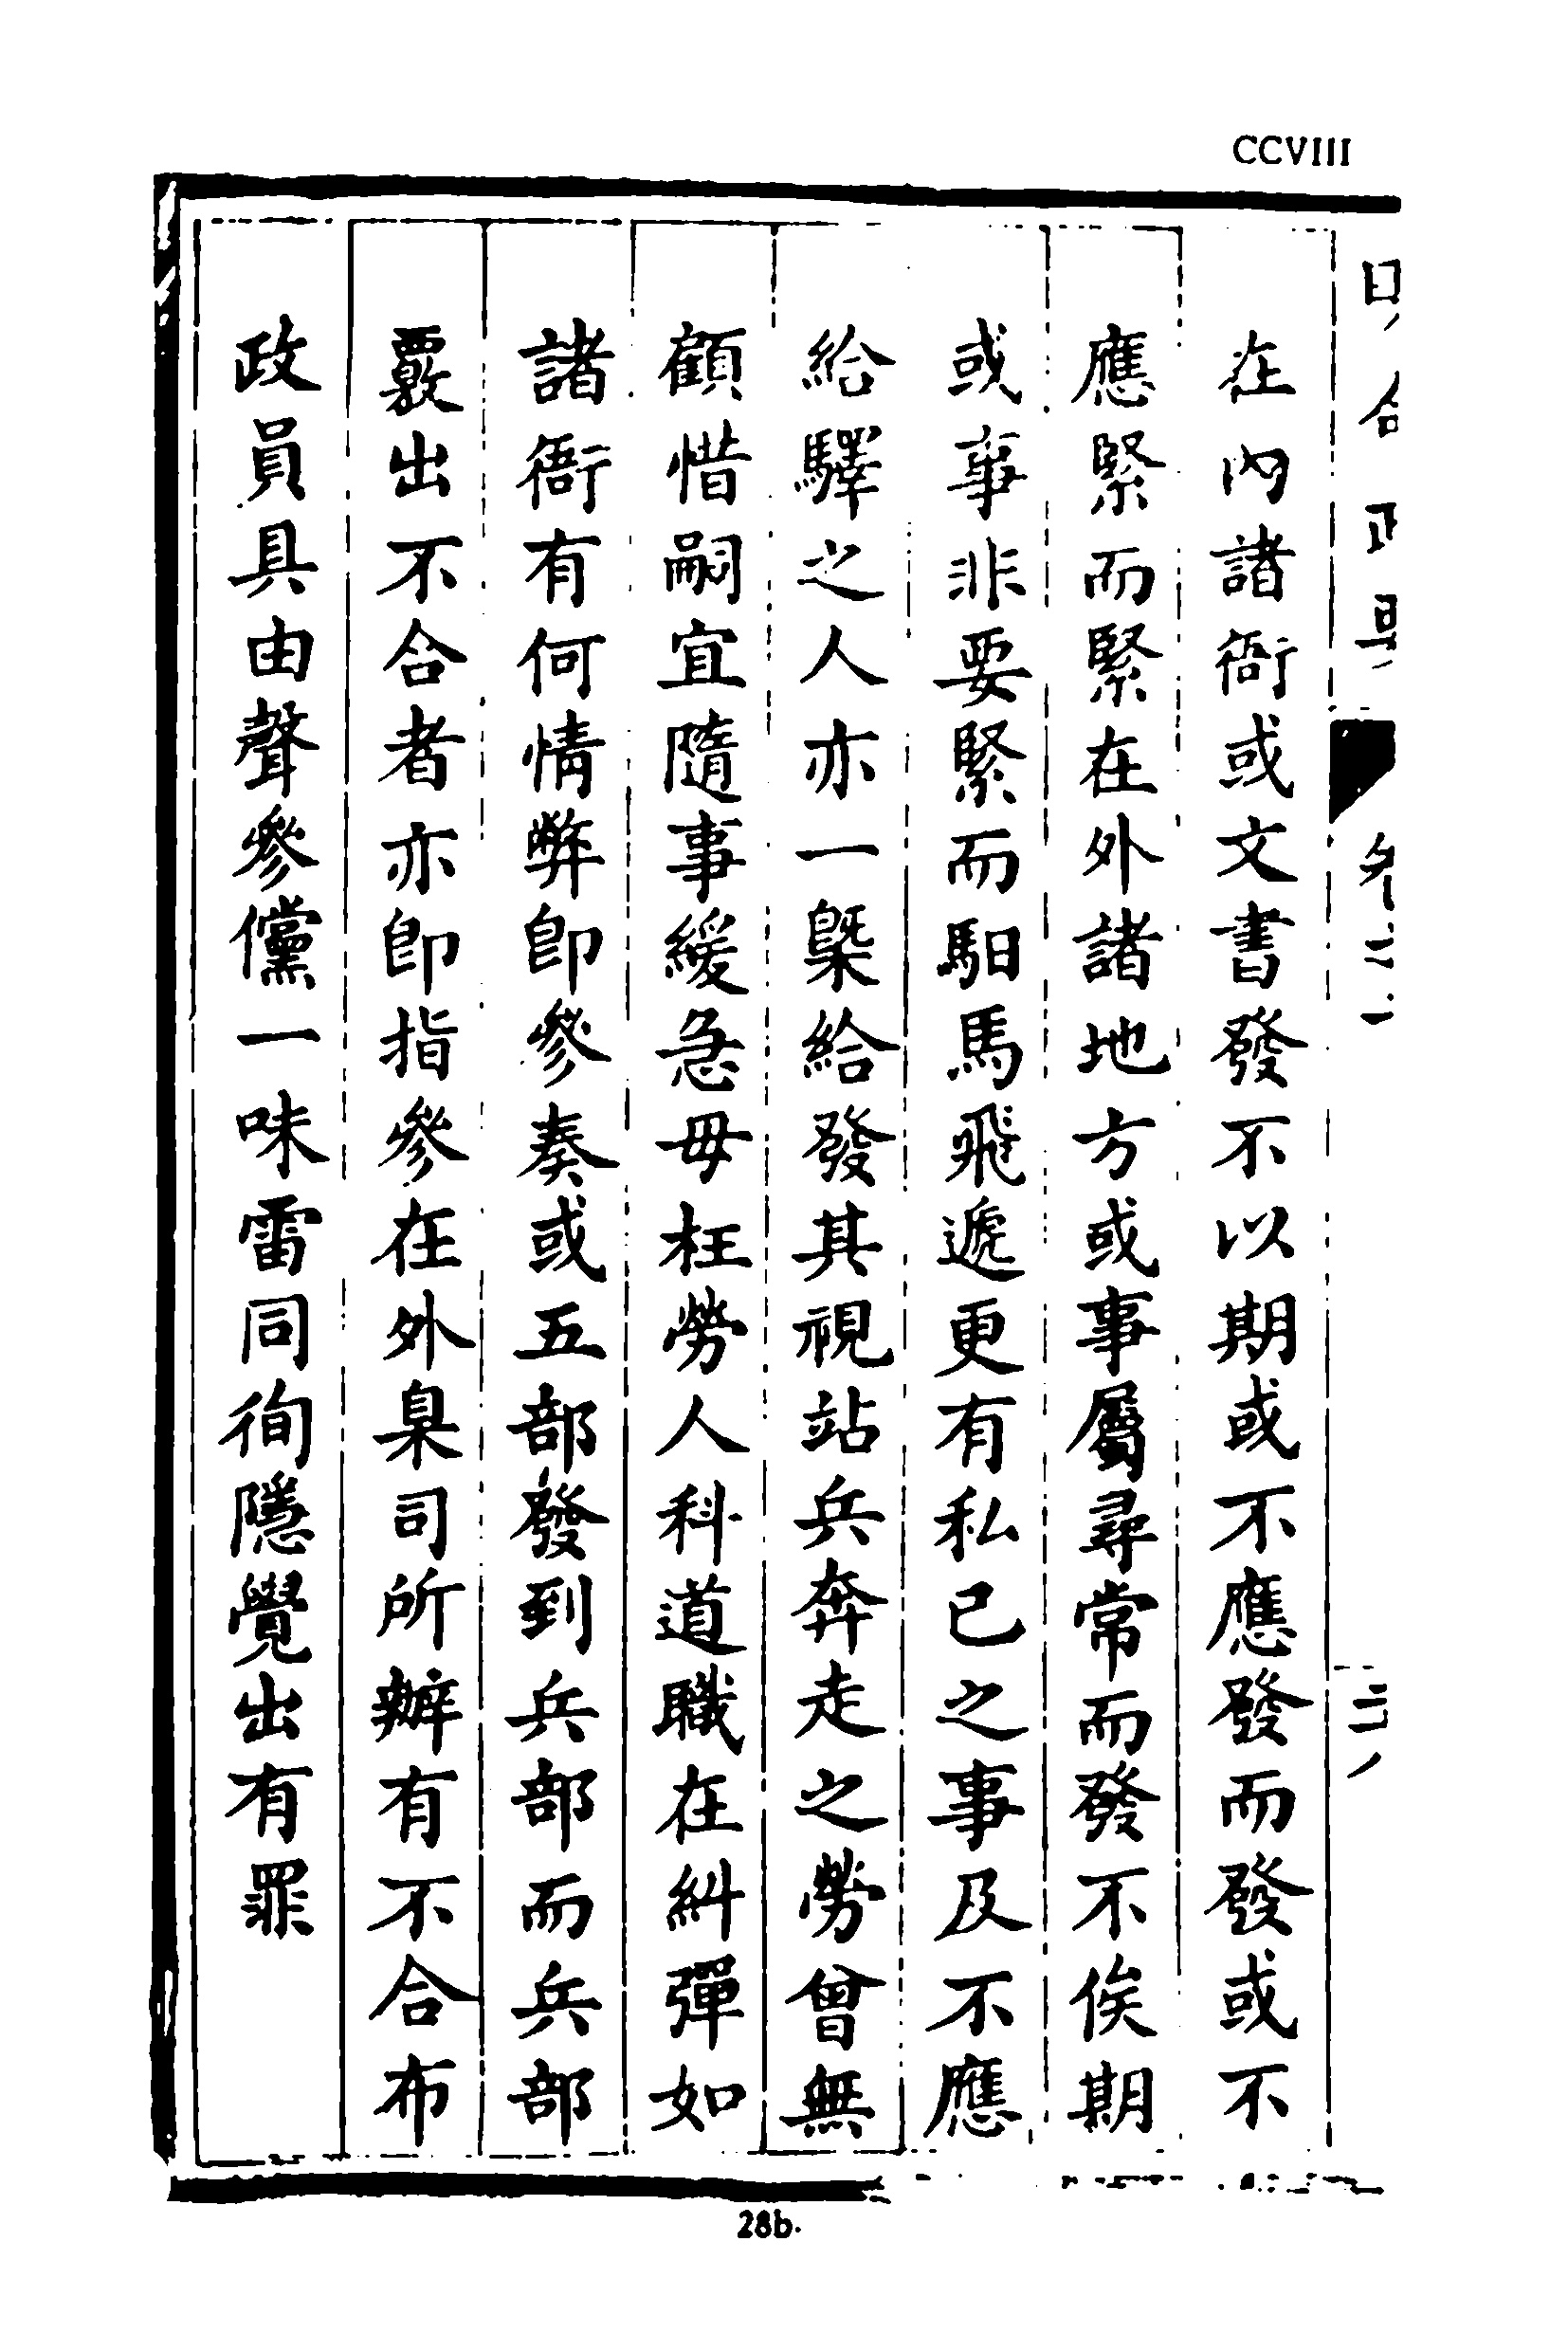 CCVIII
在內諸衙或文書發不以期或不應發而發或不
應緊而緊在外諸地方或事屬尋常而發不俟期
或事非要緊而馹馬飛遞更有私已之事及不應
給驛之人亦一槩給發其視站兵奔走之勞曾無
顧惜嗣宜隨事緩急毋枉勞人科道職在糾彈如
諸衙有何情弊即參奏或五部發到兵部而兵部
覈出不合者亦即指參在外臬司所辦有不合布
政員具由聲參儻一味雷同徇隱覺出有罪
28b.